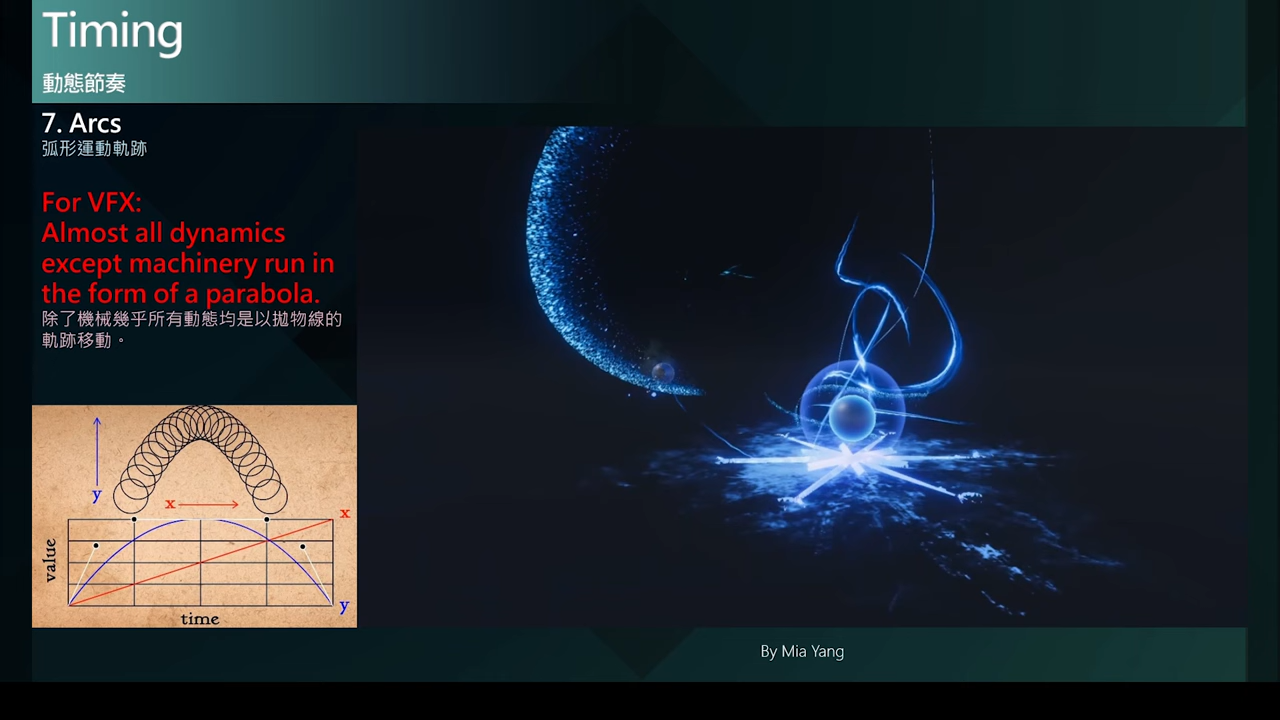 Timing
動態節奏
7. Arcs
弧形運動軌跡
For VFX:
Almost all dynamics
except machinery run in
the form of a parabola.
除了機械幾乎所有動態均是以拋物線的
軌跡移動。
y
x
x
value
y
time
By Mia Yang